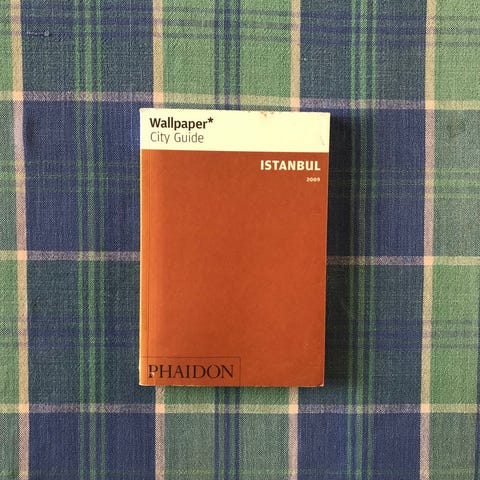 Wallpaper*
City Guide
ISTANBUL
2009
PHAIDON